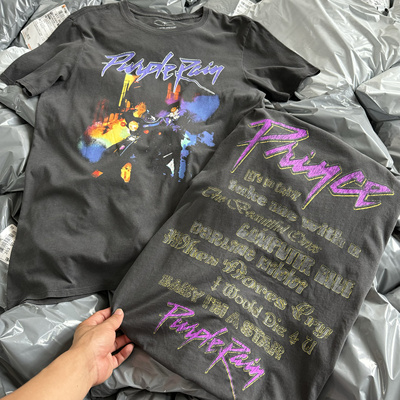 Purple Rain
Prince
Let's Go Crazy
Take Me With U
The Beautiful Ones
COMPUTER BLUE
DARLING NIKKI
When Doves Cry
I Would Die 4 U
BABY I'M A STAR
Purple Rain